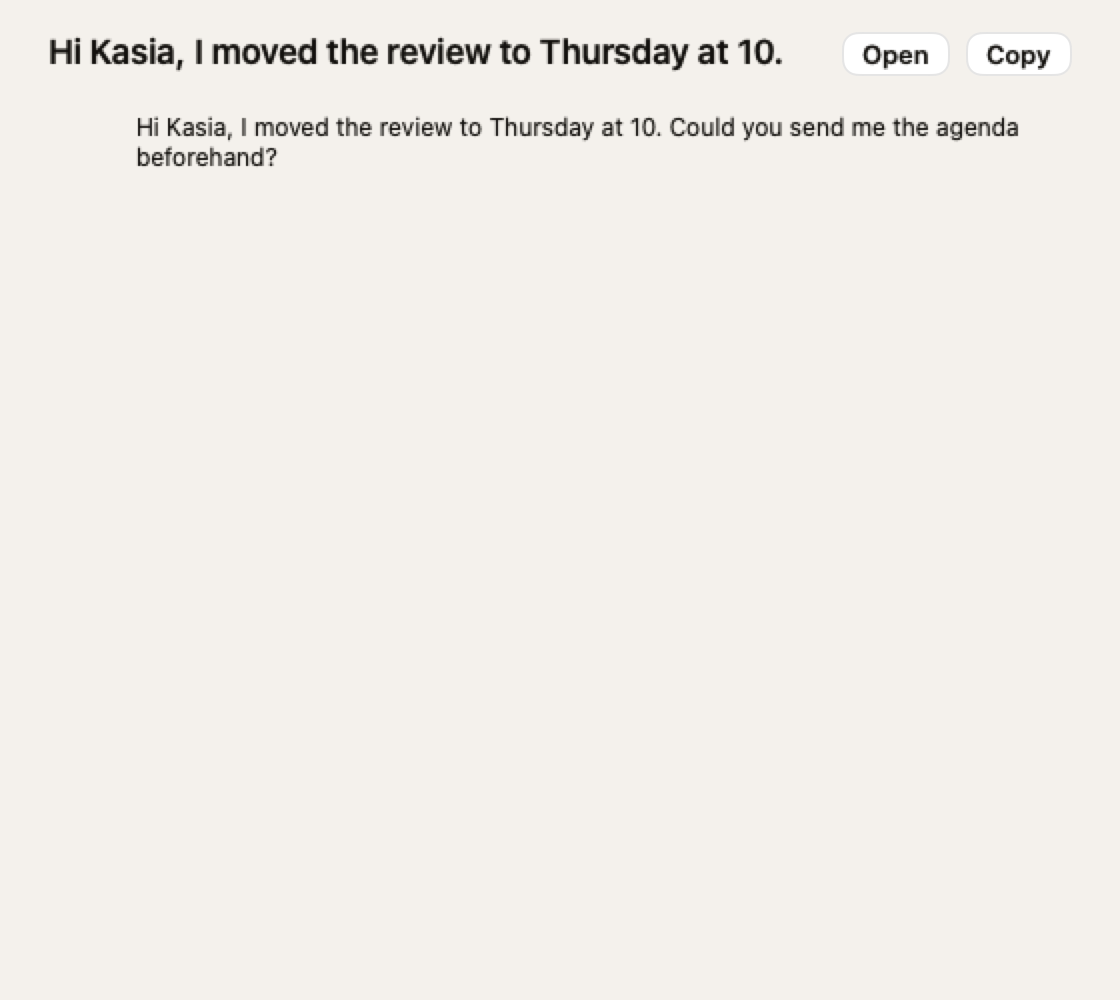 Hi Kasia, I moved the review to Thursday at 10.
Open
Copy
Hi Kasia, I moved the review to Thursday at 10. Could you send me the agenda
beforehand?